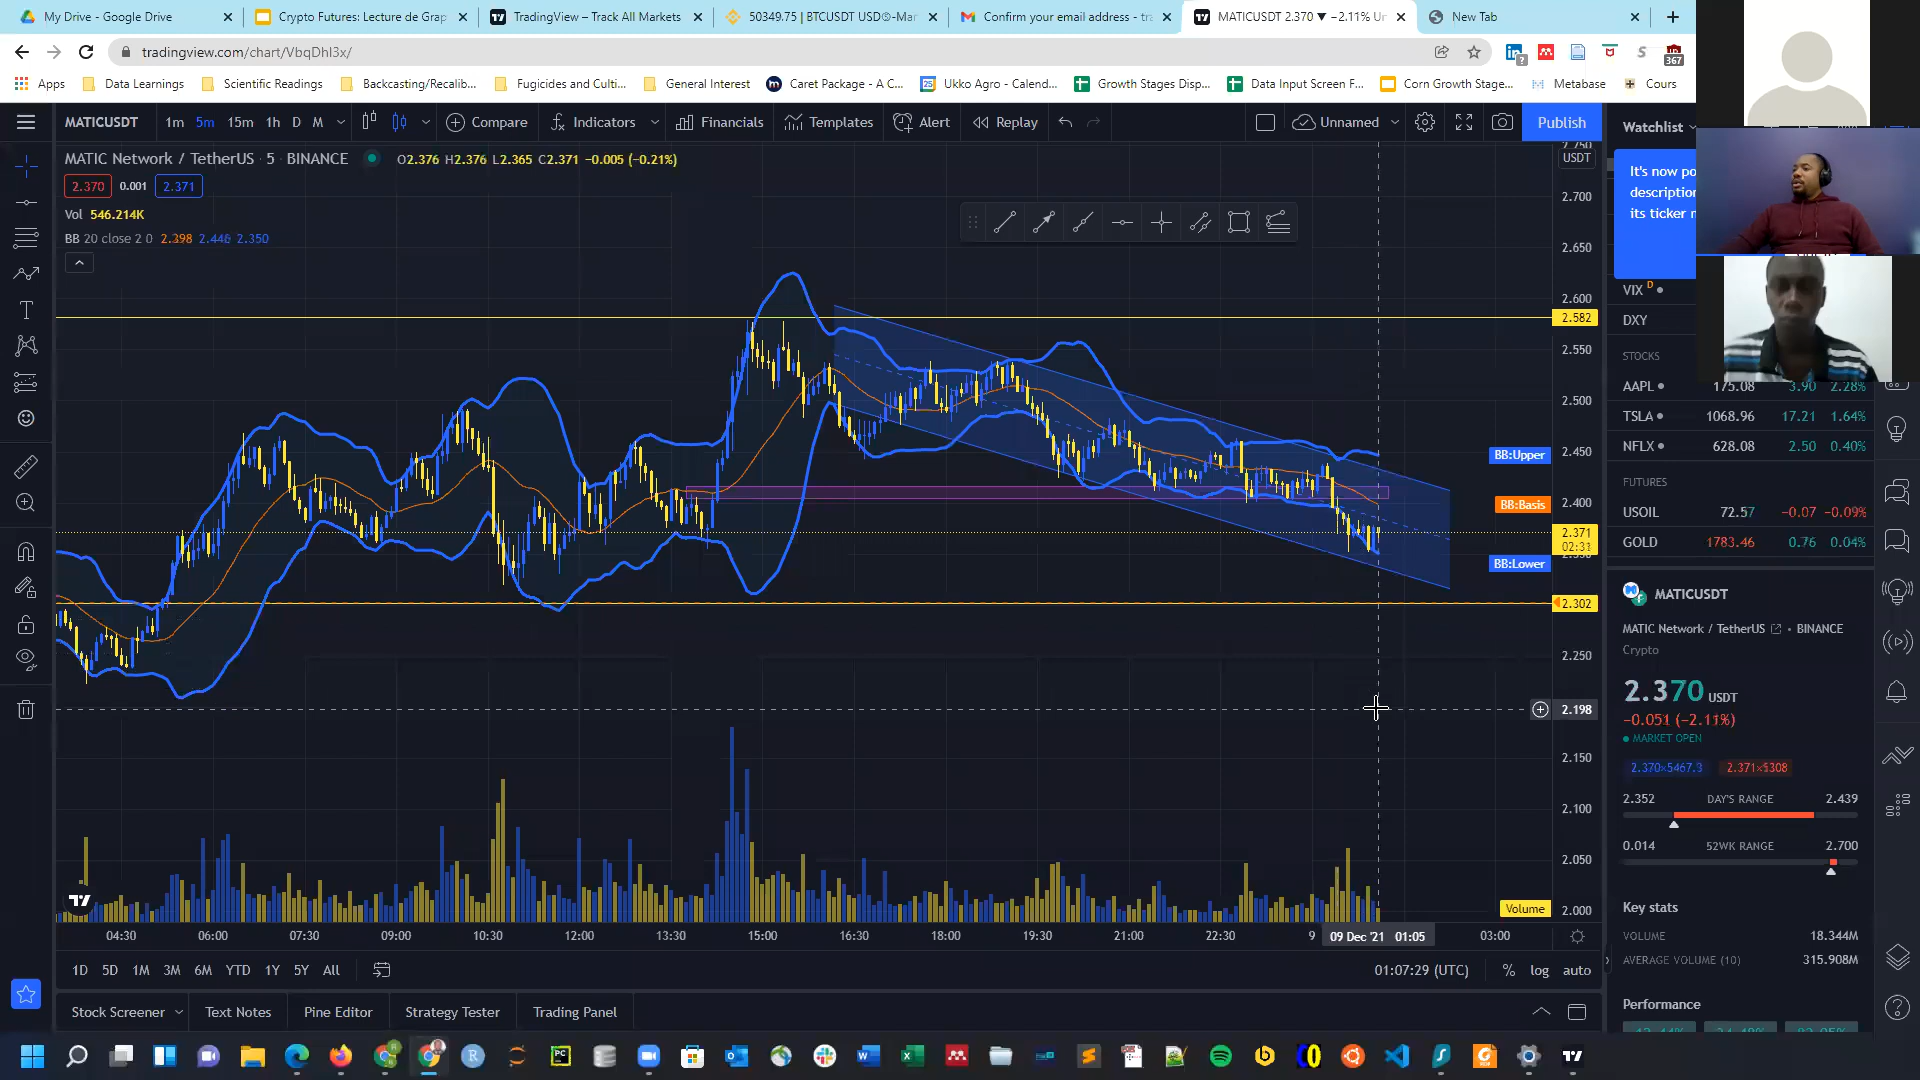 My Drive - Google Drive
Crypto Futures: Lecture de Grap
TradingView – Track All Markets
50349.75 | BTCUSDT USDⓈ-Mar
Confirm your email address - tra
MATICUSDT 2.370 ▼ −2.11% Un
New Tab
tradingview.com/chart/VbqDhI3x/
367
Apps
Data Learnings
Scientific Readings
Backcasting/Recalib...
Fugicides and Culti...
General Interest
Caret Package - A C...
Ukko Agro - Calend...
Growth Stages Disp...
Data Input Screen F...
Corn Growth Stage...
Metabase
Cours
MATICUSDT
1m 5m 15m 1h D M
Compare
Indicators
Financials
Templates
Alert
Replay
Unnamed
Publish
Watchlist
MATIC Network / TetherUS · 5 · BINANCE
O2.376 H2.376 L2.365 C2.371 −0.005 (−0.21%)
2.370 0.001 2.371
Vol 546.214K
BB 20 close 2 0 2.398 2.446 2.350
It's now po
description
its ticker
USDT
2.700
2.650
2.600
2.582
2.550
2.500
2.450
2.400
2.371
02:31
2.302
2.250
2.198
2.150
2.100
2.050
2.000
BB:Upper
BB:Basis
BB:Lower
Volume
VIX D
DXY
STOCKS
AAPL 175.08 3.90 2.28%
TSLA 1068.96 17.21 1.64%
NFLX 628.08 2.50 0.40%
FUTURES
USOIL 72.57 −0.07 −0.09%
GOLD 1783.46 0.76 0.04%
MATICUSDT
MATIC Network / TetherUS · BINANCE
Crypto
2.370 USDT
−0.051 (−2.11%)
MARKET OPEN
2.352 DAY'S RANGE 2.439
0.014 52WK RANGE 2.700
Key stats
VOLUME 18.344M
AVERAGE VOLUME (10) 315.908M
Performance
04:30 06:00 07:30 09:00 10:30 12:00 13:30 15:00 16:30 18:00 19:30 21:00 22:30 9 09 Dec '21 01:05 03:00
1D 5D 1M 3M 6M YTD 1Y 5Y All
01:07:29 (UTC) % log auto
Stock Screener
Text Notes
Pine Editor
Strategy Tester
Trading Panel